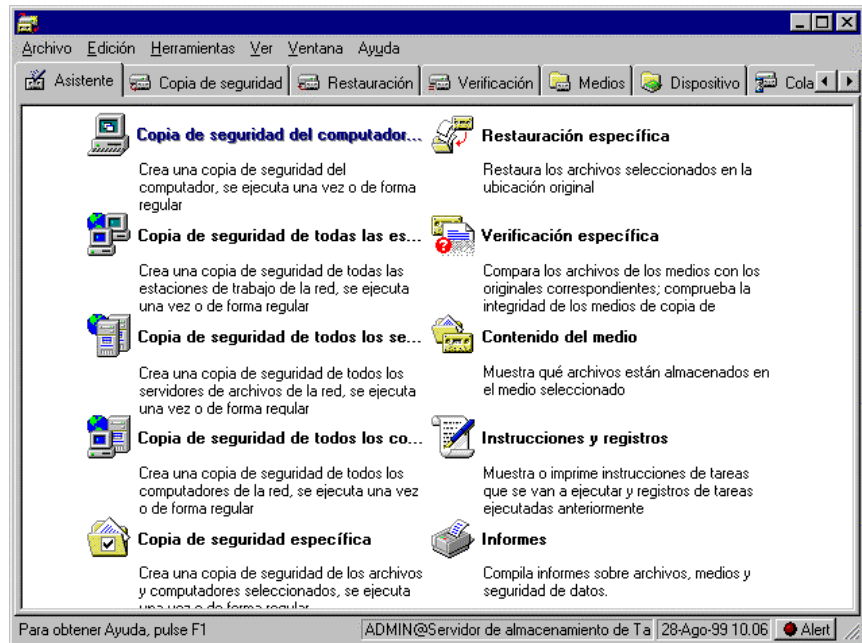 Archivo Edición Herramientas Ver Ventana Ayuda
Asistente Copia de seguridad Restauración Verificación Medios Dispositivo Cola
Copia de seguridad del computador...
Crea una copia de seguridad del
computador, se ejecuta una vez o de forma
regular
Copia de seguridad de todas las es...
Crea una copia de seguridad de todas las
estaciones de trabajo de la red, se ejecuta
una vez o de forma regular
Copia de seguridad de todos los se...
Crea una copia de seguridad de todos los
servidores de archivos de la red, se ejecuta
una vez o de forma regular
Copia de seguridad de todos los co...
Crea una copia de seguridad de todos los
computadores de la red, se ejecuta una vez
o de forma regular
Copia de seguridad específica
Crea una copia de seguridad de los archivos
y computadores seleccionados, se ejecuta
una vez o de forma regular
Restauración específica
Restaura los archivos seleccionados en la
ubicación original
Verificación específica
Compara los archivos de los medios con los
originales correspondientes; comprueba la
integridad de los medios de copia de
Contenido del medio
Muestra qué archivos están almacenados en
el medio seleccionado
Instrucciones y registros
Muestra o imprime instrucciones de tareas
que se van a ejecutar y registros de tareas
ejecutadas anteriormente
Informes
Compila informes sobre archivos, medios y
seguridad de datos.
Para obtener Ayuda, pulse F1 ADMIN@Servidor de almacenamiento de Ta 28-Ago-99 10.06 Alert